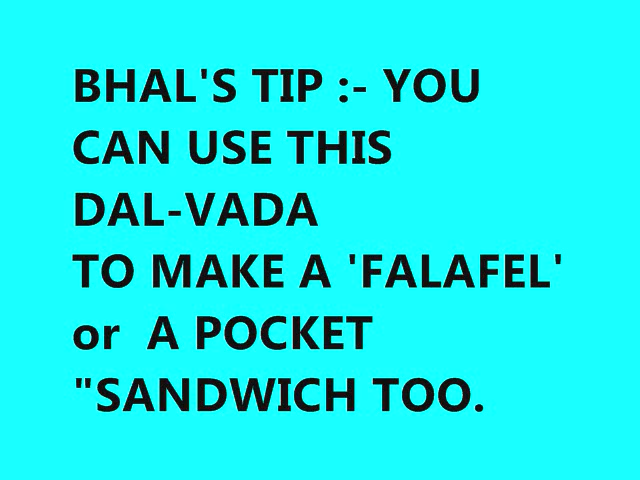 BHAL'S TIP :- YOU
CAN USE THIS
DAL-VADA
TO MAKE A 'FALAFEL'
or  A POCKET
"SANDWICH TOO.